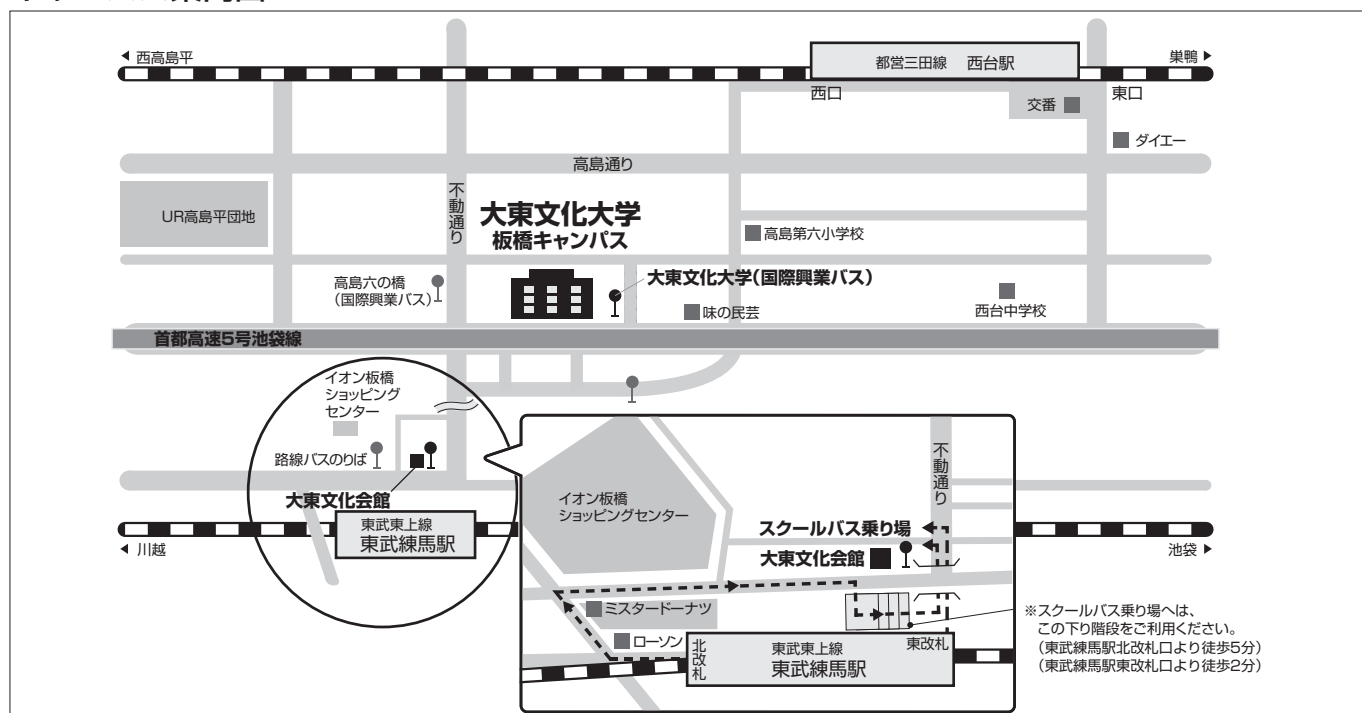 ◀ 西高島平
都営三田線 西台駅
巣鴨 ▶
西口
東口
交番
ダイエー
高島通り
UR高島平団地
不動通り
大東文化大学
板橋キャンパス
高島第六小学校
高島六の橋
(国際興業バス)
大東文化大学(国際興業バス)
味の民芸
西台中学校
首都高速5号池袋線
イオン板橋
ショッピング
センター
路線バスのりば
大東文化会館
東武東上線
東武練馬駅
◀ 川越
池袋 ▶
イオン板橋
ショッピングセンター
不動通り
スクールバス乗り場
大東文化会館
ミスタードーナツ
ローソン
北改札
東武東上線
東武練馬駅
東改札
※スクールバス乗り場へは、
この下り階段をご利用ください。
(東武練馬駅北改札口より徒歩5分)
(東武練馬駅東改札口より徒歩2分)